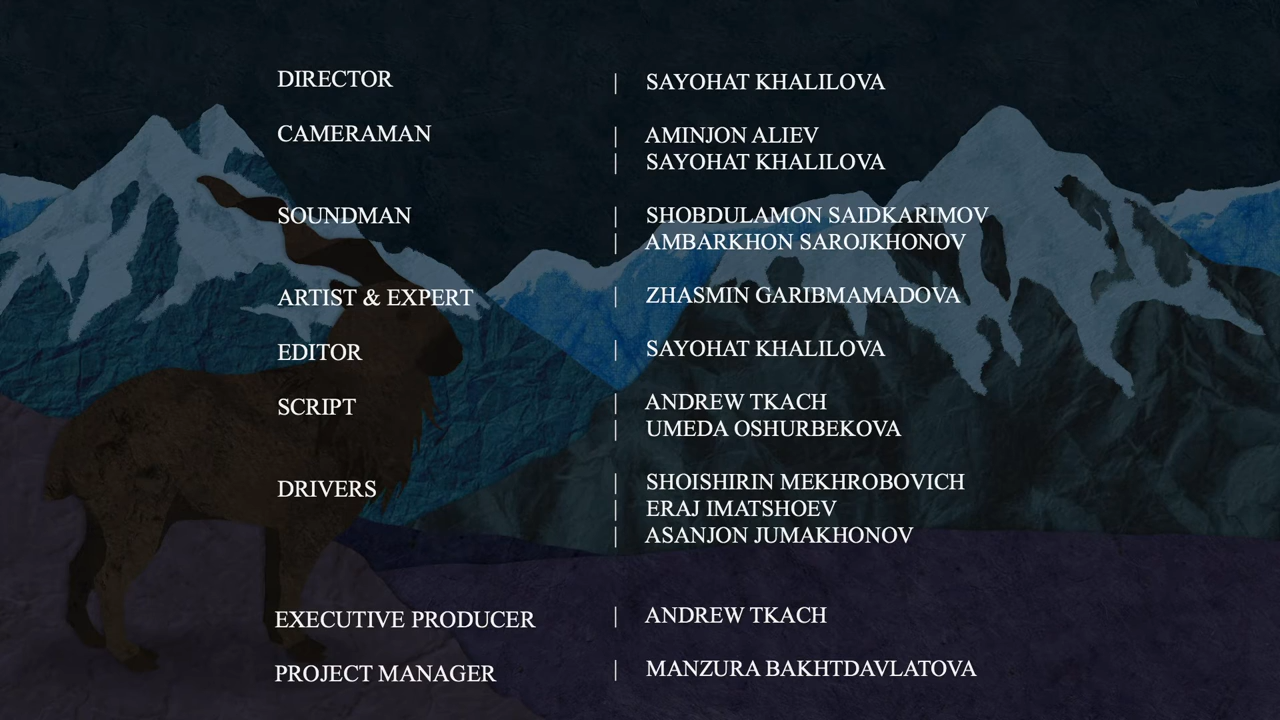 DIRECTOR | SAYOHAT KHALILOVA
CAMERAMAN | AMINJON ALIEV
| SAYOHAT KHALILOVA
SOUNDMAN | SHOBDULAMON SAIDKARIMOV
| AMBARKHON SAROJKHONOV
ARTIST & EXPERT | ZHASMIN GARIBMAMADOVA
EDITOR | SAYOHAT KHALILOVA
SCRIPT | ANDREW TKACH
| UMEDA OSHURBEKOVA
DRIVERS | SHOISHIRIN MEKHROBOVICH
| ERAJ IMATSHOEV
| ASANJON JUMAKHONOV
EXECUTIVE PRODUCER | ANDREW TKACH
PROJECT MANAGER | MANZURA BAKHTDAVLATOVA